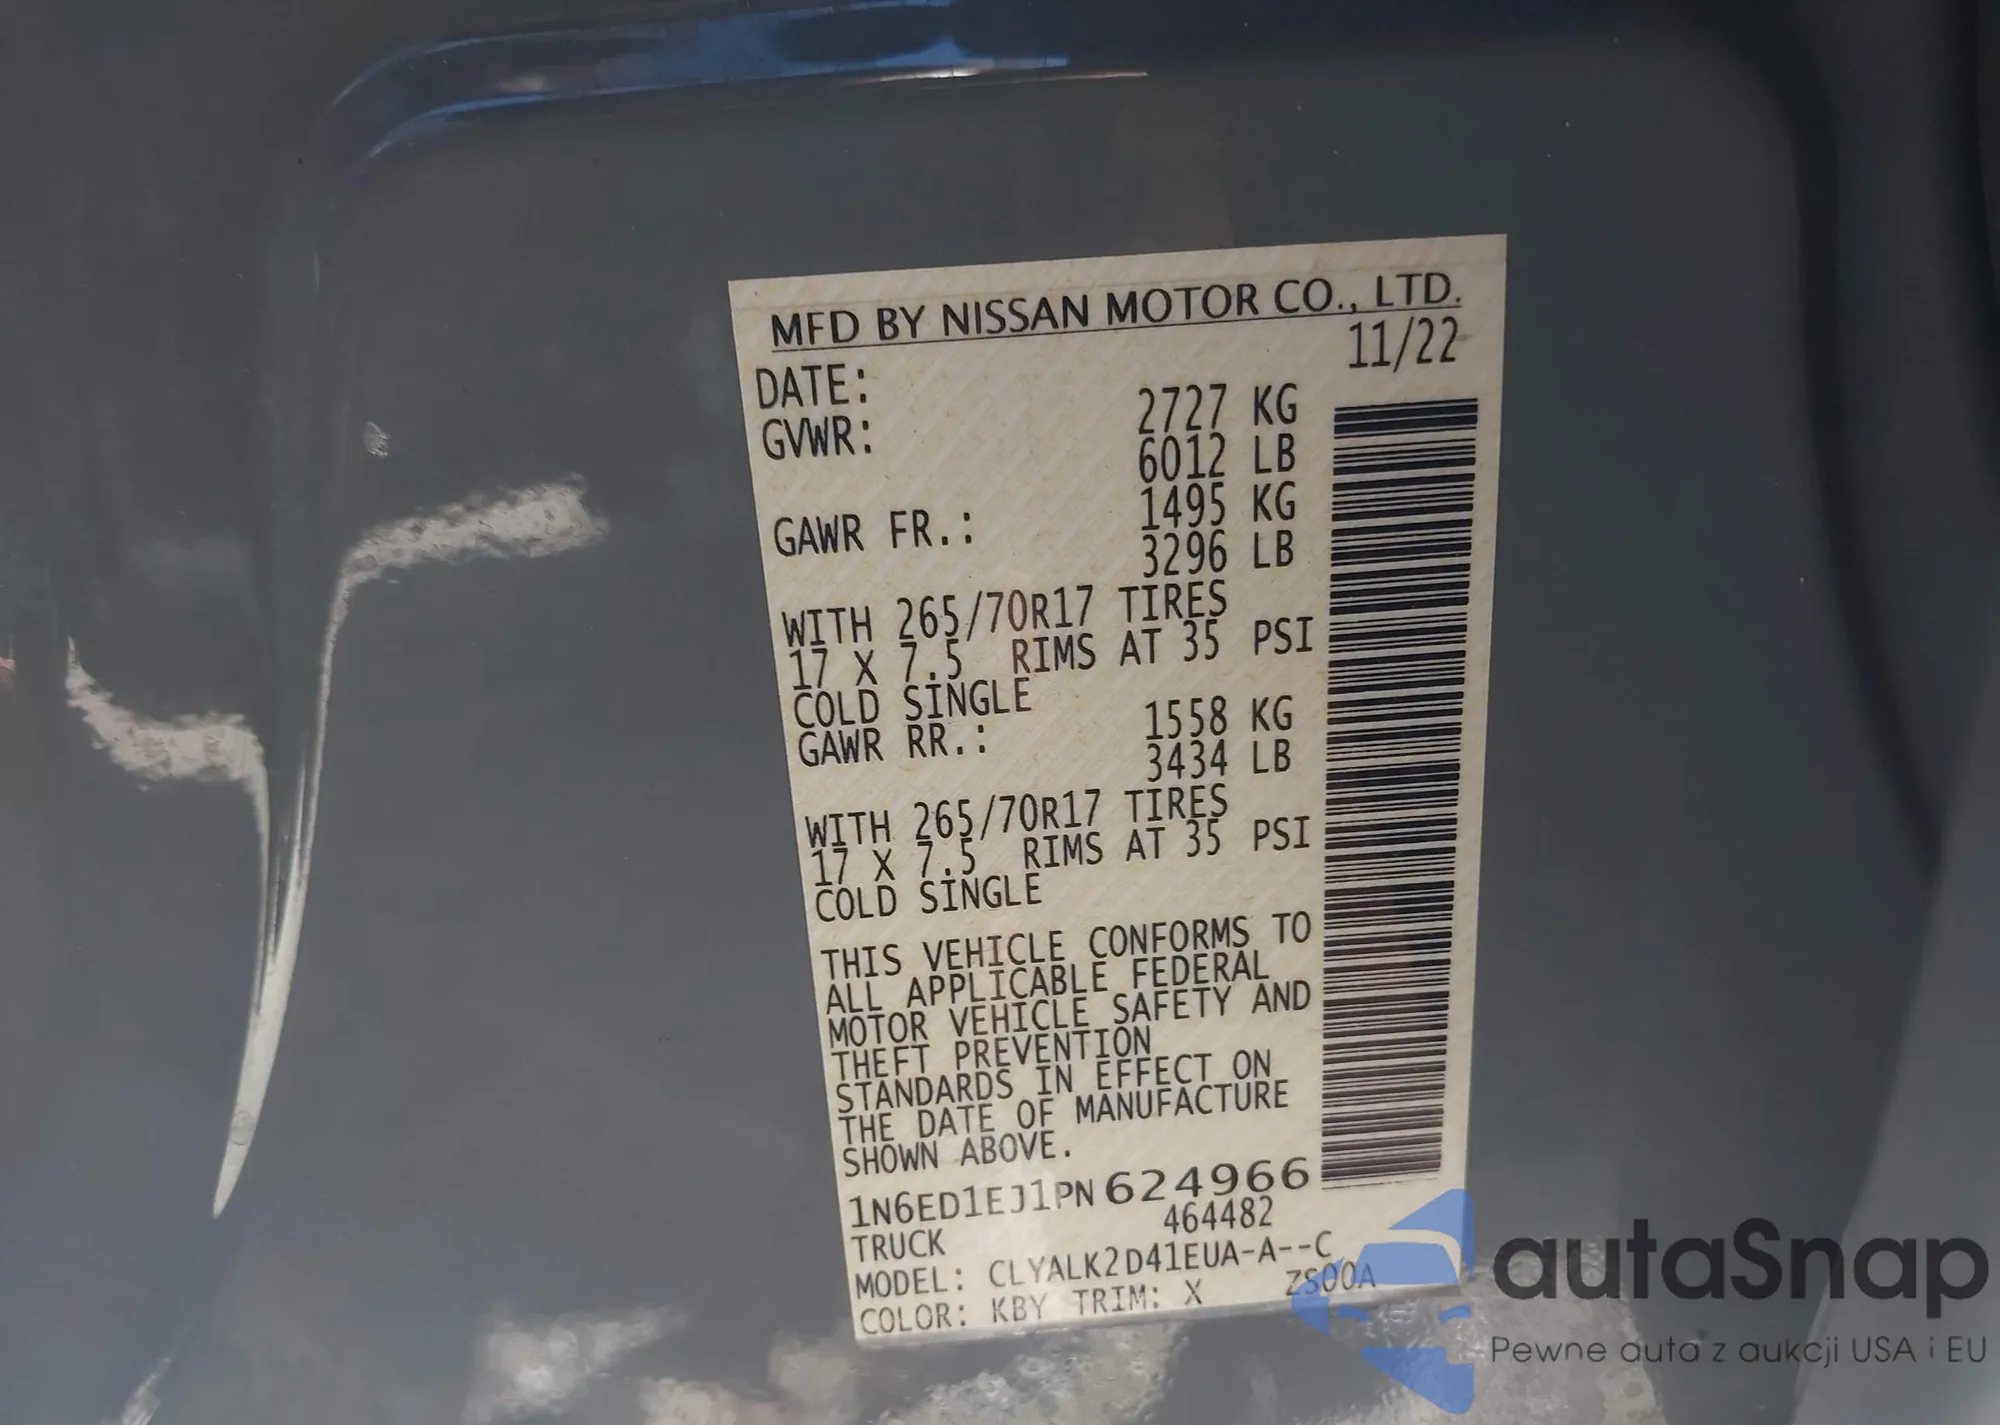 MFD BY NISSAN MOTOR CO., LTD.
DATE: 11/22
GVWR: 2727 KG
6012 LB
GAWR FR.: 1495 KG
3296 LB
WITH 265/70R17 TIRES
17 X 7.5 RIMS AT 35 PSI
COLD SINGLE
GAWR RR.: 1558 KG
3434 LB
WITH 265/70R17 TIRES
17 X 7.5 RIMS AT 35 PSI
COLD SINGLE
THIS VEHICLE CONFORMS TO
ALL APPLICABLE FEDERAL
MOTOR VEHICLE SAFETY AND
THEFT PREVENTION
STANDARDS IN EFFECT ON
THE DATE OF MANUFACTURE
SHOWN ABOVE.
1N6ED1EJ1PN624966
TRUCK 464482
MODEL: CLYALK2D41EUA-A--C
COLOR: KBY TRIM: X ZS00A
autaSnap
Pewne auta z aukcji USA i EU